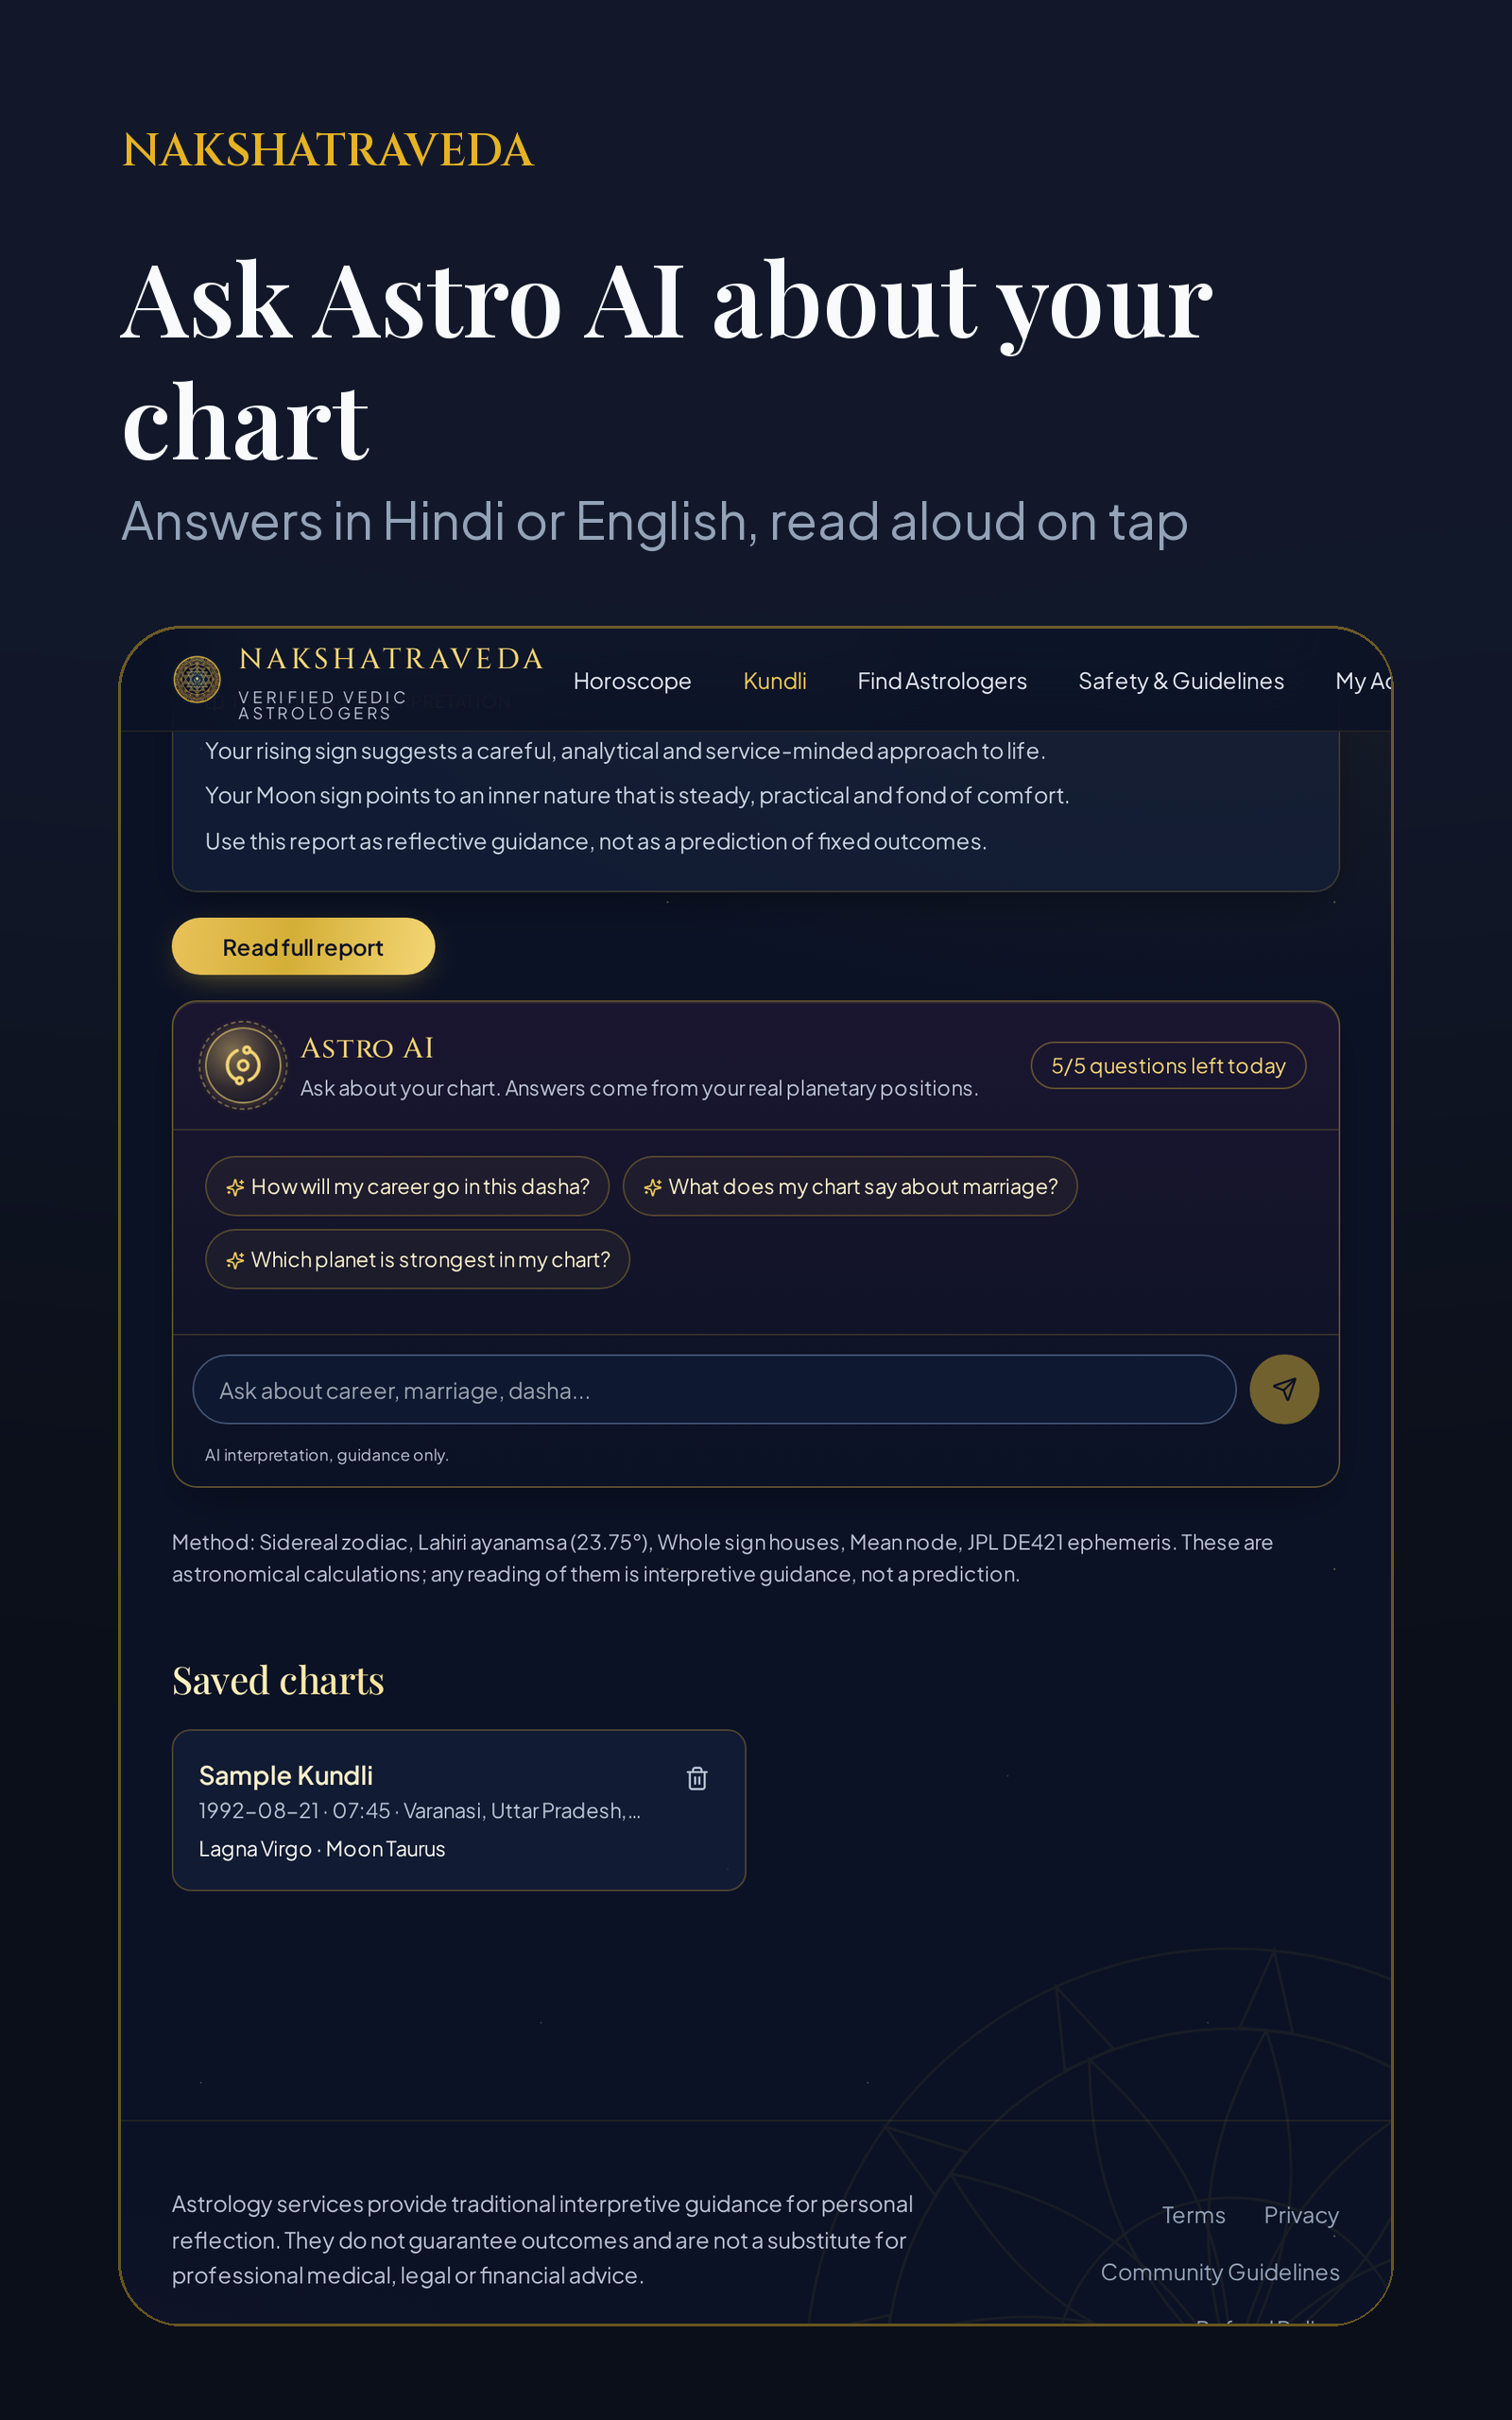 NAKSHATRAVEDA
Ask Astro AI about your
chart
Answers in Hindi or English, read aloud on tap
NAKSHATRAVEDA
VERIFIED VEDIC
ASTROLOGERS
Horoscope
Kundli
Find Astrologers
Safety & Guidelines
My Ac
Your rising sign suggests a careful, analytical and service-minded approach to life.
Your Moon sign points to an inner nature that is steady, practical and fond of comfort.
Use this report as reflective guidance, not as a prediction of fixed outcomes.
Read full report
ASTRO AI
Ask about your chart. Answers come from your real planetary positions.
5/5 questions left today
How will my career go in this dasha?
What does my chart say about marriage?
Which planet is strongest in my chart?
Ask about career, marriage, dasha...
AI interpretation, guidance only.
Method: Sidereal zodiac, Lahiri ayanamsa (23.75°), Whole sign houses, Mean node, JPL DE421 ephemeris. These are
astronomical calculations; any reading of them is interpretive guidance, not a prediction.
Saved charts
Sample Kundli
1992-08-21 · 07:45 · Varanasi, Uttar Pradesh,...
Lagna Virgo · Moon Taurus
Astrology services provide traditional interpretive guidance for personal
reflection. They do not guarantee outcomes and are not a substitute for
professional medical, legal or financial advice.
Terms
Privacy
Community Guidelines